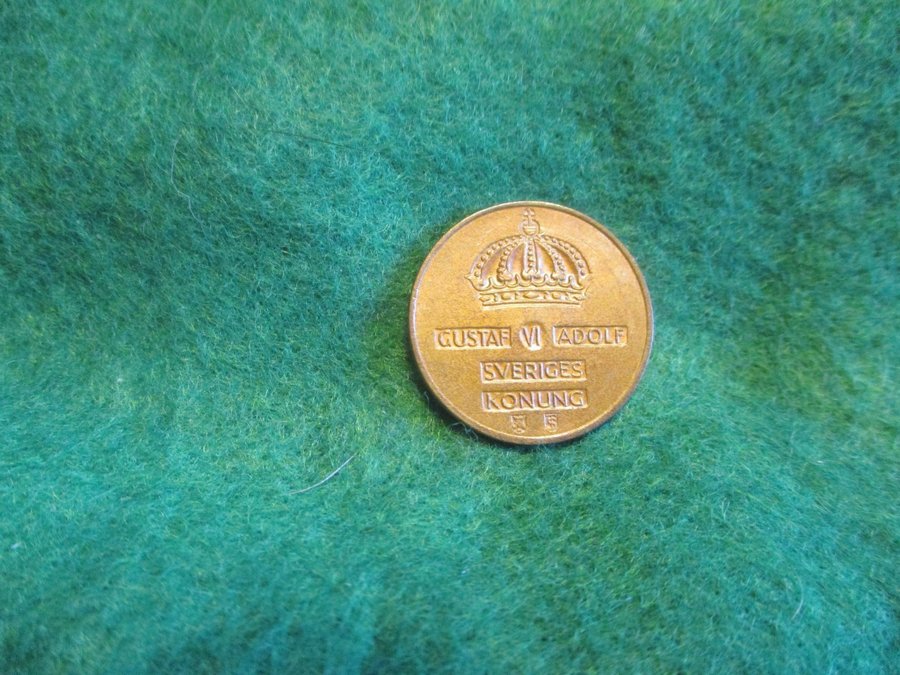 GUSTAF VI ADOLF
SVERIGES
KONUNG